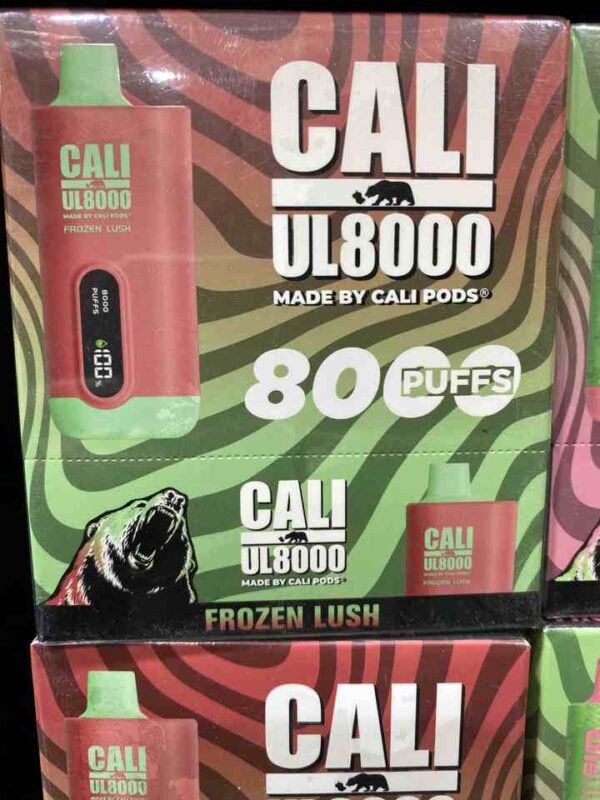 CALI
UL8000
MADE BY CALI PODS®
FROZEN LUSH
8000
PUFFS
100
%
CALI
UL8000
MADE BY CALI PODS®
8000
PUFFS
CALI
UL8000
MADE BY CALI PODS®
CALI
UL8000
FROZEN LUSH
FROZEN LUSH
CALI
UL8000
CALI